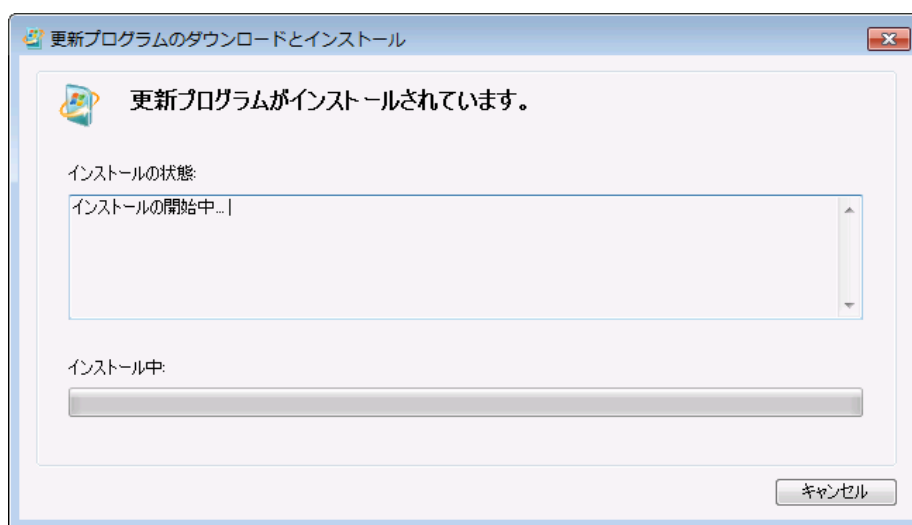 更新プログラムのダウンロードとインストール
更新プログラムがインストールされています。
インストールの状態:
インストールの開始中...
インストール中:
キャンセル